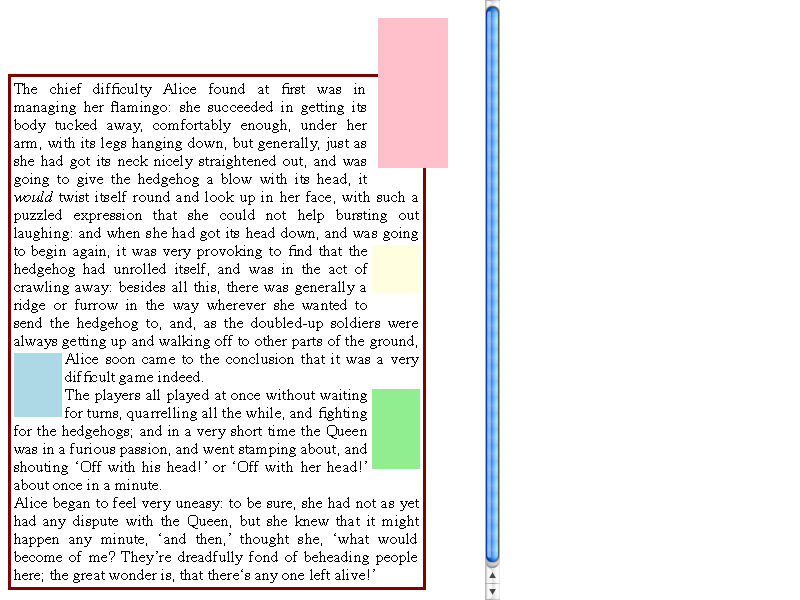 The chief difficulty Alice found at first was in
managing her flamingo: she succeeded in getting its
body tucked away, comfortably enough, under her
arm, with its legs hanging down, but generally, just as
she had got its neck nicely straightened out, and was
going to give the hedgehog a blow with its head, it
would twist itself round and look up in her face, with such a
puzzled expression that she could not help bursting out
laughing: and when she had got its head down, and was going
to begin again, it was very provoking to find that the
hedgehog had unrolled itself, and was in the act of
crawling away: besides all this, there was generally a
ridge or furrow in the way wherever she wanted to
send the hedgehog to, and, as the doubled-up soldiers were
always getting up and walking off to other parts of the ground,
Alice soon came to the conclusion that it was a very
difficult game indeed.
The players all played at once without waiting
for turns, quarrelling all the while, and fighting
for the hedgehogs; and in a very short time the Queen
was in a furious passion, and went stamping about, and
shouting ‘Off with his head!’ or ‘Off with her head!’
about once in a minute.
Alice began to feel very uneasy: to be sure, she had not as yet
had any dispute with the Queen, but she knew that it might
happen any minute, ‘and then,’ thought she, ‘what would
become of me? They’re dreadfully fond of beheading people
here; the great wonder is, that there‘s any one left alive!’